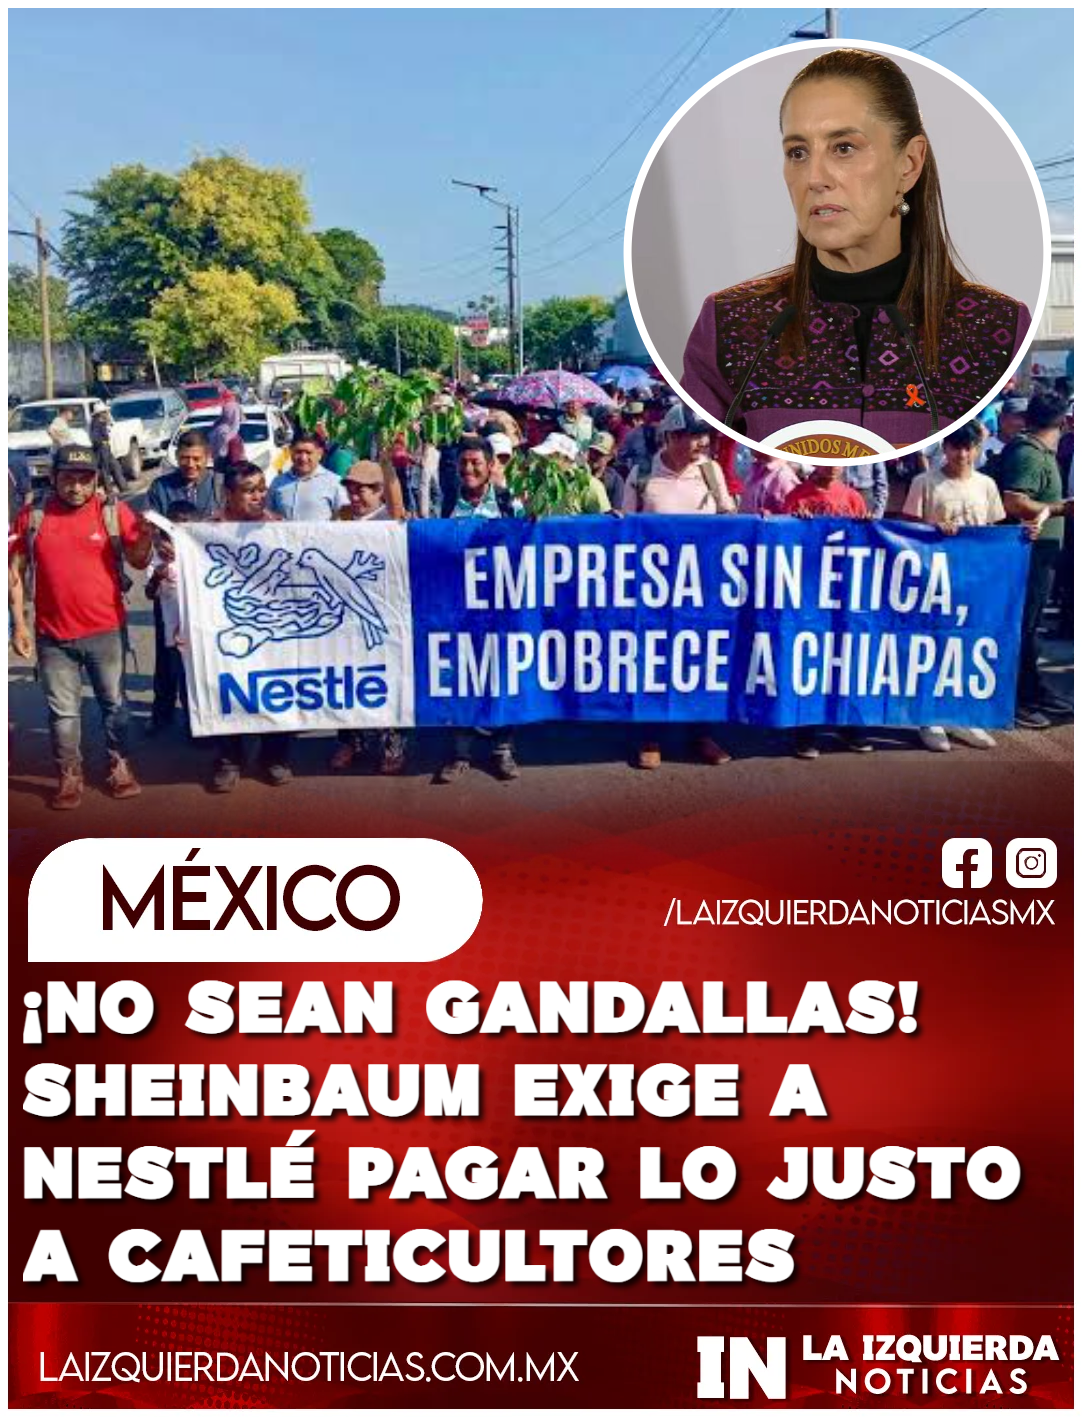 Nestlé
EMPRESA SIN ÉTICA,
EMPOBRECE A CHIAPAS
MÉXICO
/LAIZQUIERDANOTICIASMX
¡NO SEAN GANDALLAS!
SHEINBAUM EXIGE A
NESTLÉ PAGAR LO JUSTO
A CAFETICULTORES
LAIZQUIERDANOTICIAS.COM.MX
IN LA IZQUIERDA
NOTICIAS